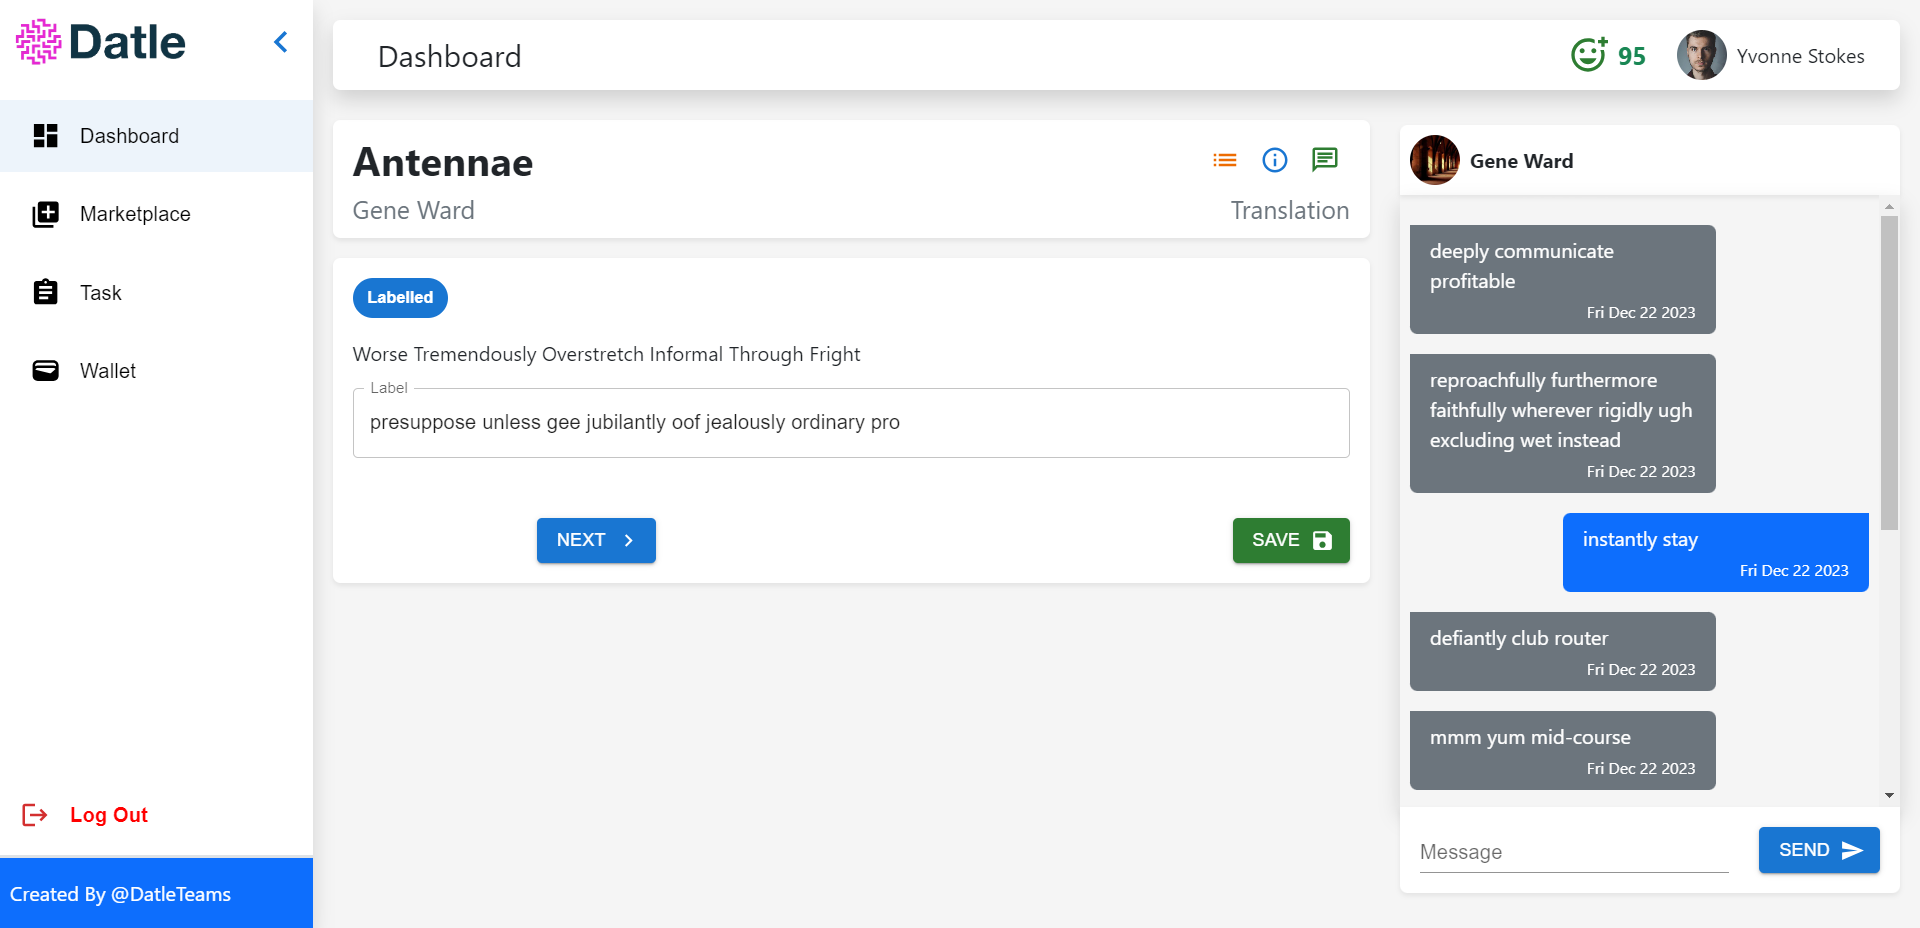 Datle
Dashboard
Marketplace
Task
Wallet
Log Out
Created By @DatleTeams
Dashboard
95
Yvonne Stokes
Antennae
Gene Ward
Translation
Labelled
Worse Tremendously Overstretch Informal Through Fright
Label
presuppose unless gee jubilantly oof jealously ordinary pro
NEXT
SAVE
Gene Ward
deeply communicate
profitable
Fri Dec 22 2023
reproachfully furthermore
faithfully wherever rigidly ugh
excluding wet instead
Fri Dec 22 2023
instantly stay
Fri Dec 22 2023
defiantly club router
Fri Dec 22 2023
mmm yum mid-course
Fri Dec 22 2023
Message
SEND